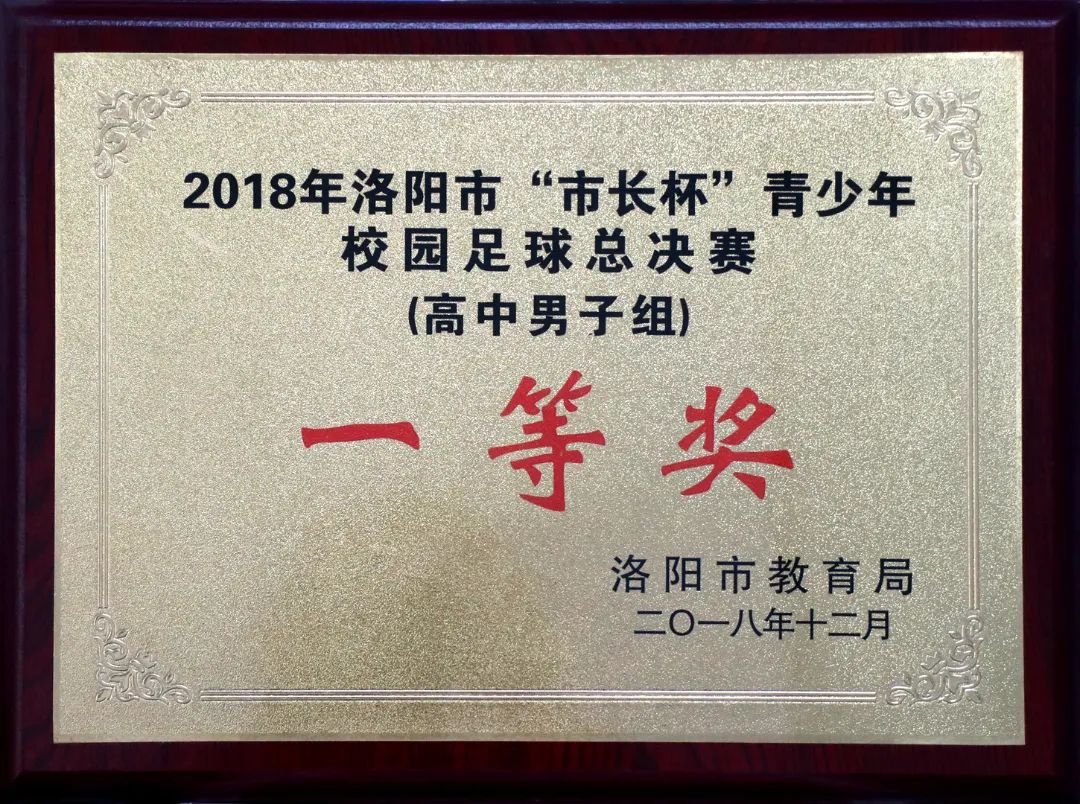 2018年洛阳市“市长杯”青少年
校园足球总决赛
(高中男子组)
一等奖
洛阳市教育局
二〇一八年十二月